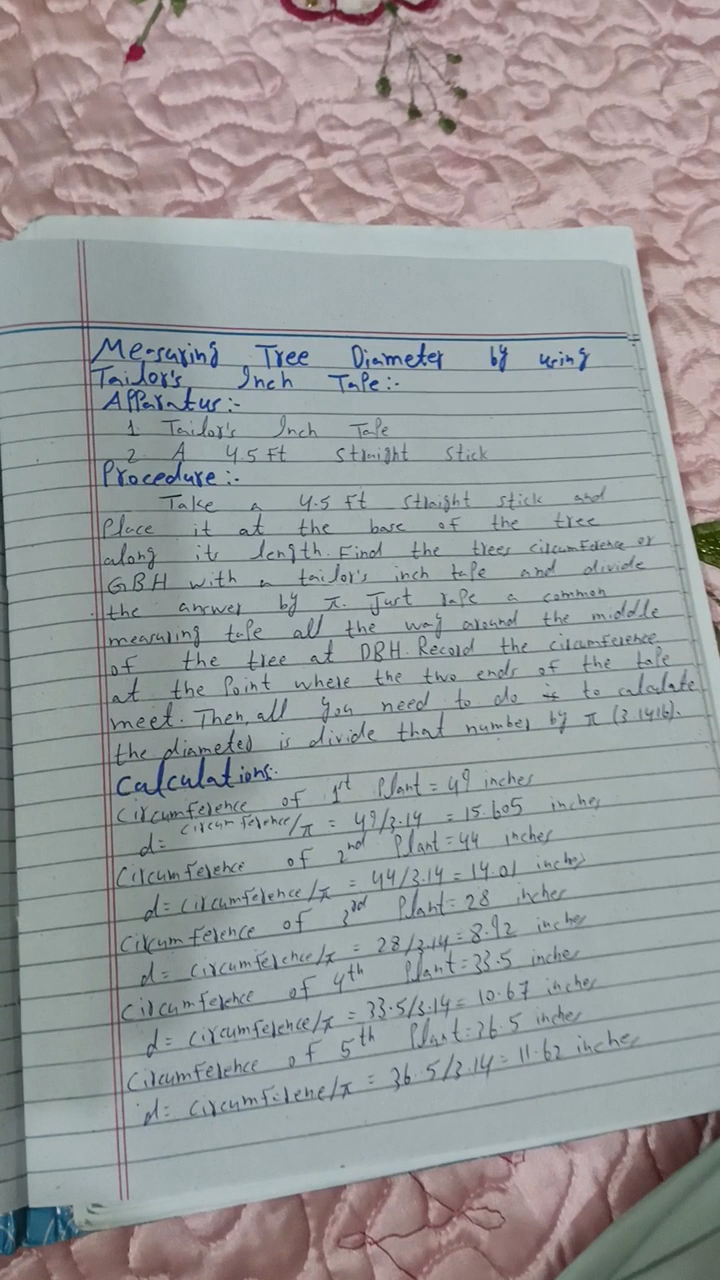 Measuring Tree Diameter by using
Tailor's Inch Tape:-
Apparatus:-
1. Tailor's Inch Tape
2. A 4.5 Ft straight stick
Procedure:-
Take a 4.5 Ft straight stick and
Place it at the base of the tree
along its length. Find the trees circumference or
GBH with a tailor's inch tape and divide
the answer by π. Just tape a common
measuring tape all the way around the middle
of the tree at DBH. Record the circumference
at the Point where the two ends of the tape
meet. Then, all you need to do is to calculate
the diameter is divide that number by π (3.1416).
Calculations:
Circumference of 1st Plant = 49 inches
d= circumference/π = 49/3.14 = 15.605 inches
Circumference of 2nd Plant = 44 inches
d= circumference/π = 44/3.14 = 14.01 inches
Circumference of 3rd Plant = 28 inches
d= circumference/π = 28/3.14 = 8.92 inches
Circumference of 4th Plant = 33.5 inches
d= circumference/π = 33.5/3.14 = 10.67 inches
Circumference of 5th Plant = 36.5 inches
d= circumferene/π = 36.5/3.14 = 11.62 inches